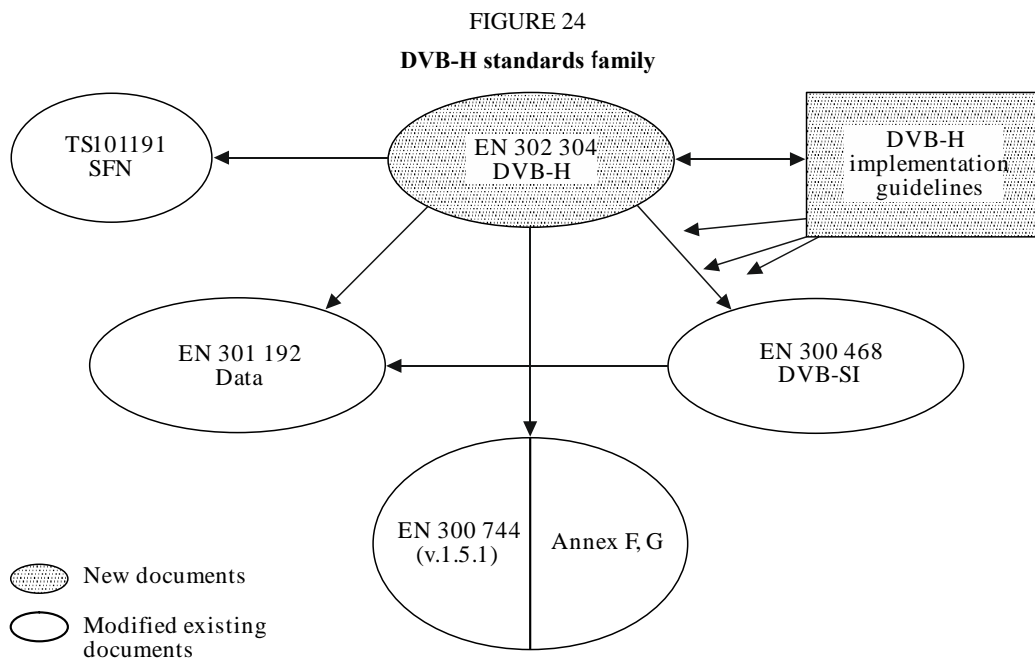 FIGURE 24
DVB-H standards family
TS101191
SFN
EN 302 304
DVB-H
DVB-H
implementation
guidelines
EN 301 192
Data
EN 300 468
DVB-SI
EN 300 744
(v.1.5.1)
Annex F, G
New documents
Modified existing
documents